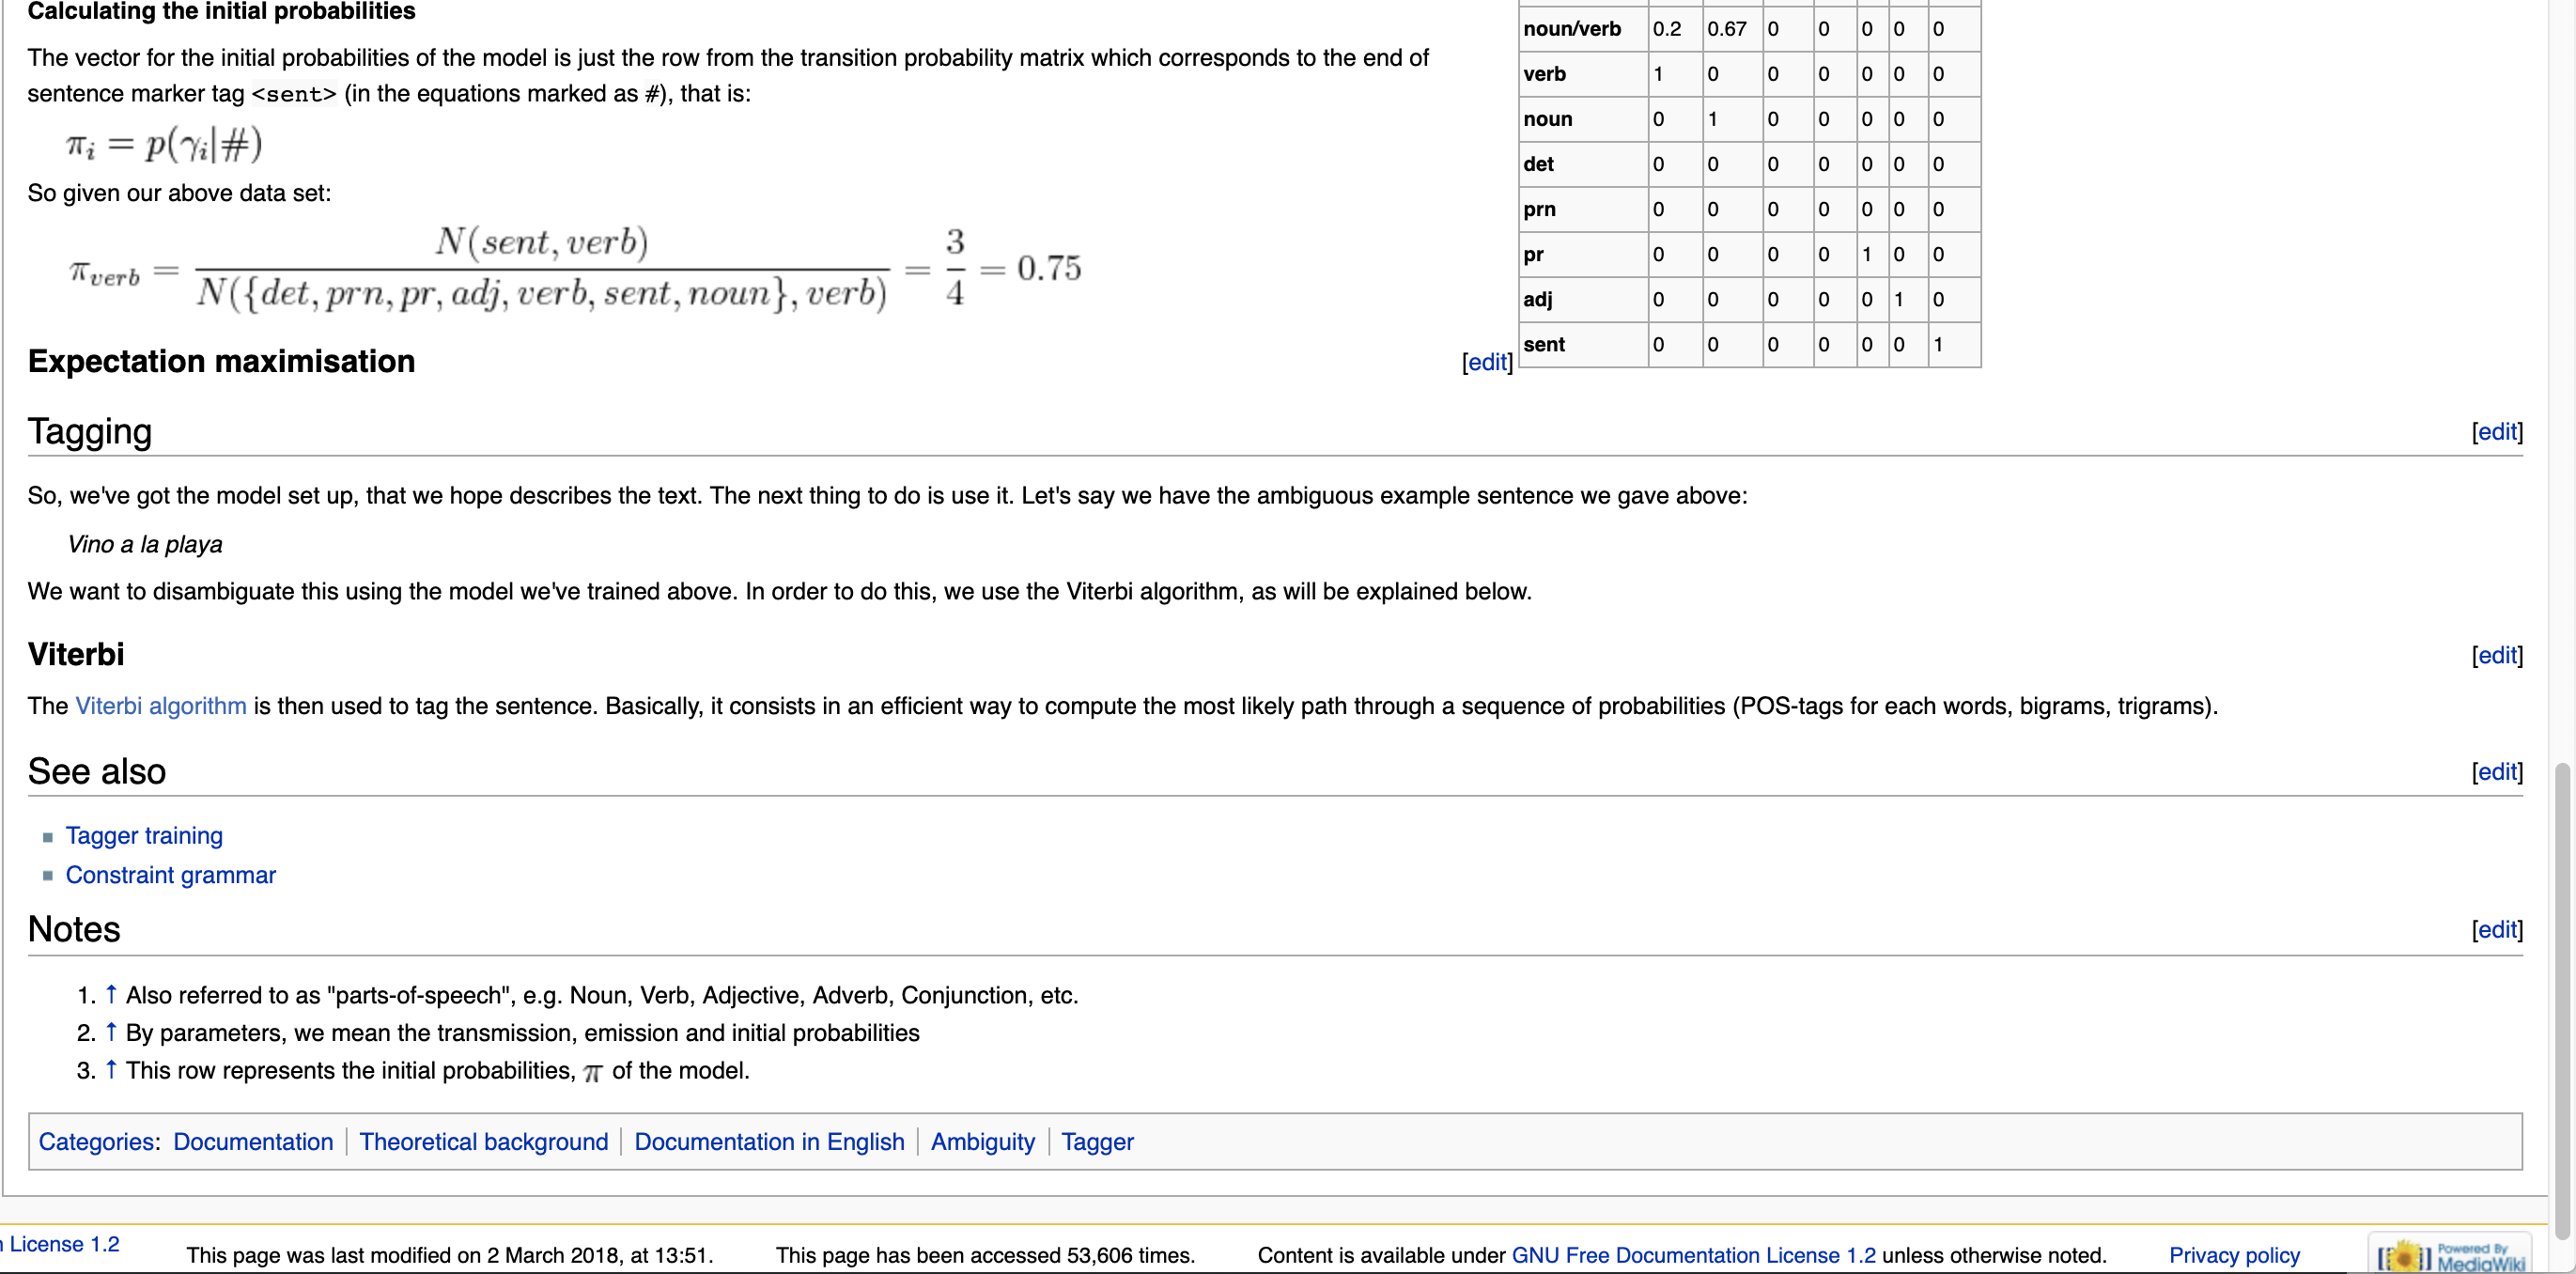 Calculating the initial probabilities
The vector for the initial probabilities of the model is just the row from the transition probability matrix which corresponds to the end of
sentence marker tag <sent> (in the equations marked as #), that is:
πᵢ = p(γᵢ|#)
So given our above data set:
π_verb = N(sent, verb) / N({det, prn, pr, adj, verb, sent, noun}, verb) = 3/4 = 0.75
noun/verb 0.2 0.67 0 0 0 0 0
verb 1 0 0 0 0 0 0
noun 0 1 0 0 0 0 0
det 0 0 0 0 0 0 0
prn 0 0 0 0 0 0 0
pr 0 0 0 0 1 0 0
adj 0 0 0 0 0 1 0
sent 0 0 0 0 0 0 1
Expectation maximisation [edit]
Tagging [edit]
So, we've got the model set up, that we hope describes the text. The next thing to do is use it. Let's say we have the ambiguous example sentence we gave above:
Vino a la playa
We want to disambiguate this using the model we've trained above. In order to do this, we use the Viterbi algorithm, as will be explained below.
Viterbi [edit]
The Viterbi algorithm is then used to tag the sentence. Basically, it consists in an efficient way to compute the most likely path through a sequence of probabilities (POS-tags for each words, bigrams, trigrams).
See also [edit]
Tagger training
Constraint grammar
Notes [edit]
1. ↑ Also referred to as "parts-of-speech", e.g. Noun, Verb, Adjective, Adverb, Conjunction, etc.
2. ↑ By parameters, we mean the transmission, emission and initial probabilities
3. ↑ This row represents the initial probabilities, π of the model.
Categories: Documentation | Theoretical background | Documentation in English | Ambiguity | Tagger
License 1.2 This page was last modified on 2 March 2018, at 13:51. This page has been accessed 53,606 times. Content is available under GNU Free Documentation License 1.2 unless otherwise noted. Privacy policy
Powered By
MediaWiki